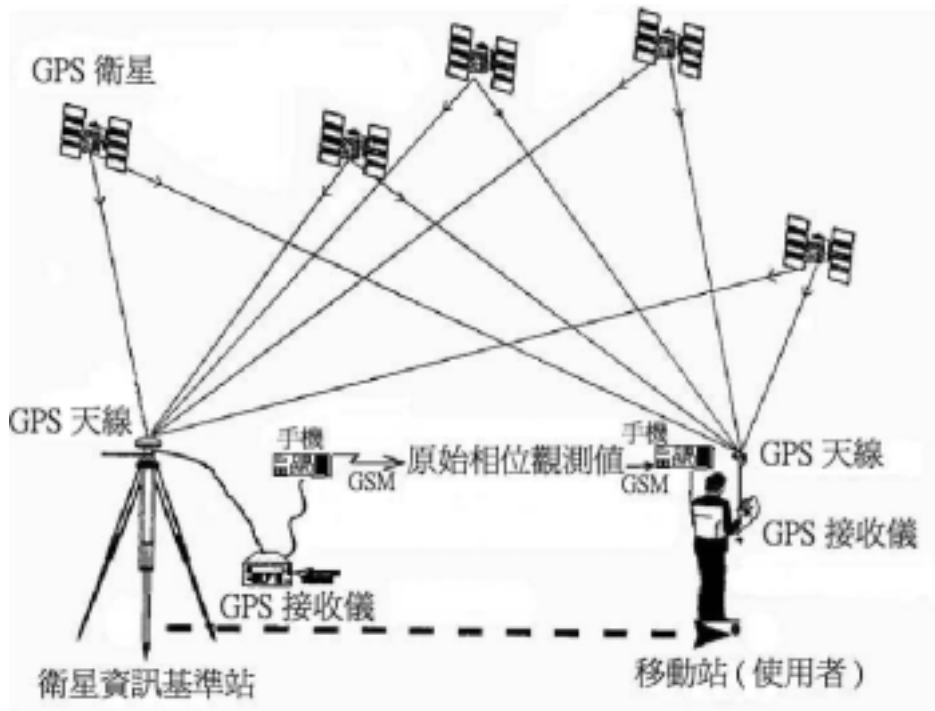 GPS 衛星
GPS 天線
手機
GSM
原始相位觀測值
手機
GSM
GPS 天線
GPS 接收儀
GPS 接收儀
衛星資訊基準站
移動站 ( 使用者 )